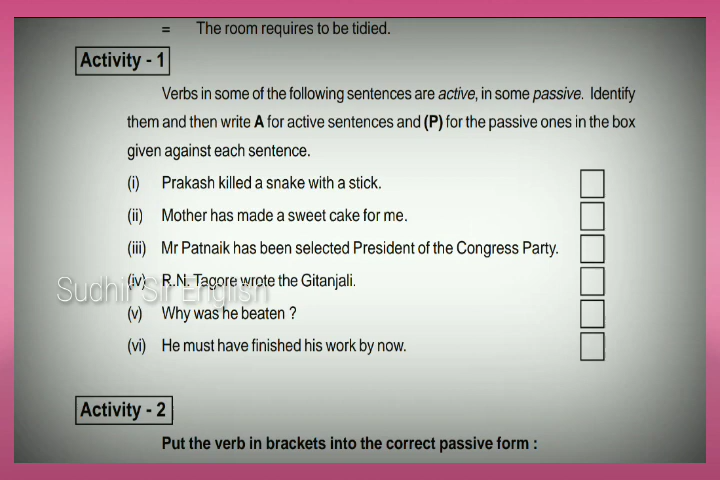 = The room requires to be tidied.
Activity - 1
Verbs in some of the following sentences are active, in some passive. Identify
them and then write A for active sentences and (P) for the passive ones in the box
given against each sentence.
(i) Prakash killed a snake with a stick.
(ii) Mother has made a sweet cake for me.
(iii) Mr Patnaik has been selected President of the Congress Party.
(iv) R.N. Tagore wrote the Gitanjali.
Sudhir Sir English
(v) Why was he beaten ?
(vi) He must have finished his work by now.
Activity - 2
Put the verb in brackets into the correct passive form :